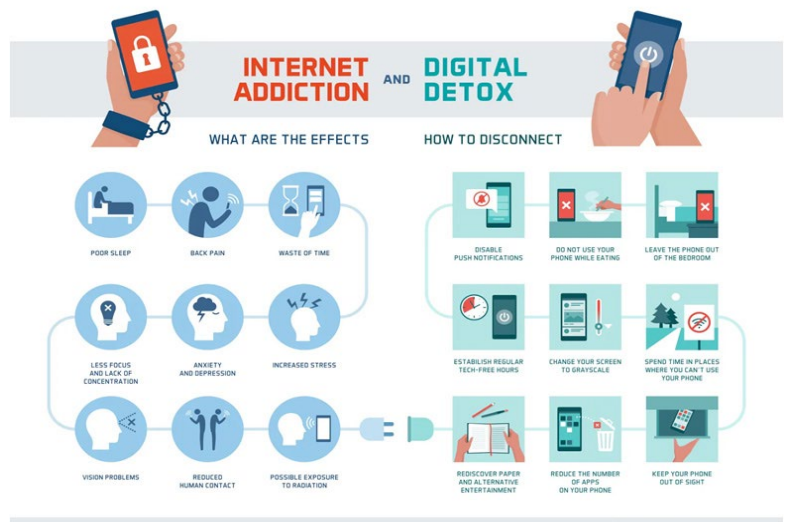 INTERNET
ADDICTION
AND
DIGITAL
DETOX
WHAT ARE THE EFFECTS
POOR SLEEP
BACK PAIN
WASTE OF TIME
LESS FOCUS
AND LACK OF
CONCENTRATION
ANXIETY
AND DEPRESSION
INCREASED STRESS
VISION PROBLEMS
REDUCED
HUMAN CONTACT
POSSIBLE EXPOSURE
TO RADIATION
HOW TO DISCONNECT
DISABLE
PUSH NOTIFICATIONS
DO NOT USE YOUR
PHONE WHILE EATING
LEAVE THE PHONE OUT
OF THE BEDROOM
ESTABILISH REGULAR
TECH-FREE HOURS
CHANGE YOUR SCREEN
TO GRAYSCALE
SPEND TIME IN PLACES
WHERE YOU CAN'T USE
YOUR PHONE
REDISCOVER PAPER
AND ALTERNATIVE
ENTERTAINMENT
REDUCE THE NUMBER
OF APPS
ON YOUR PHONE
KEEP YOUR PHONE
OUT OF SIGHT